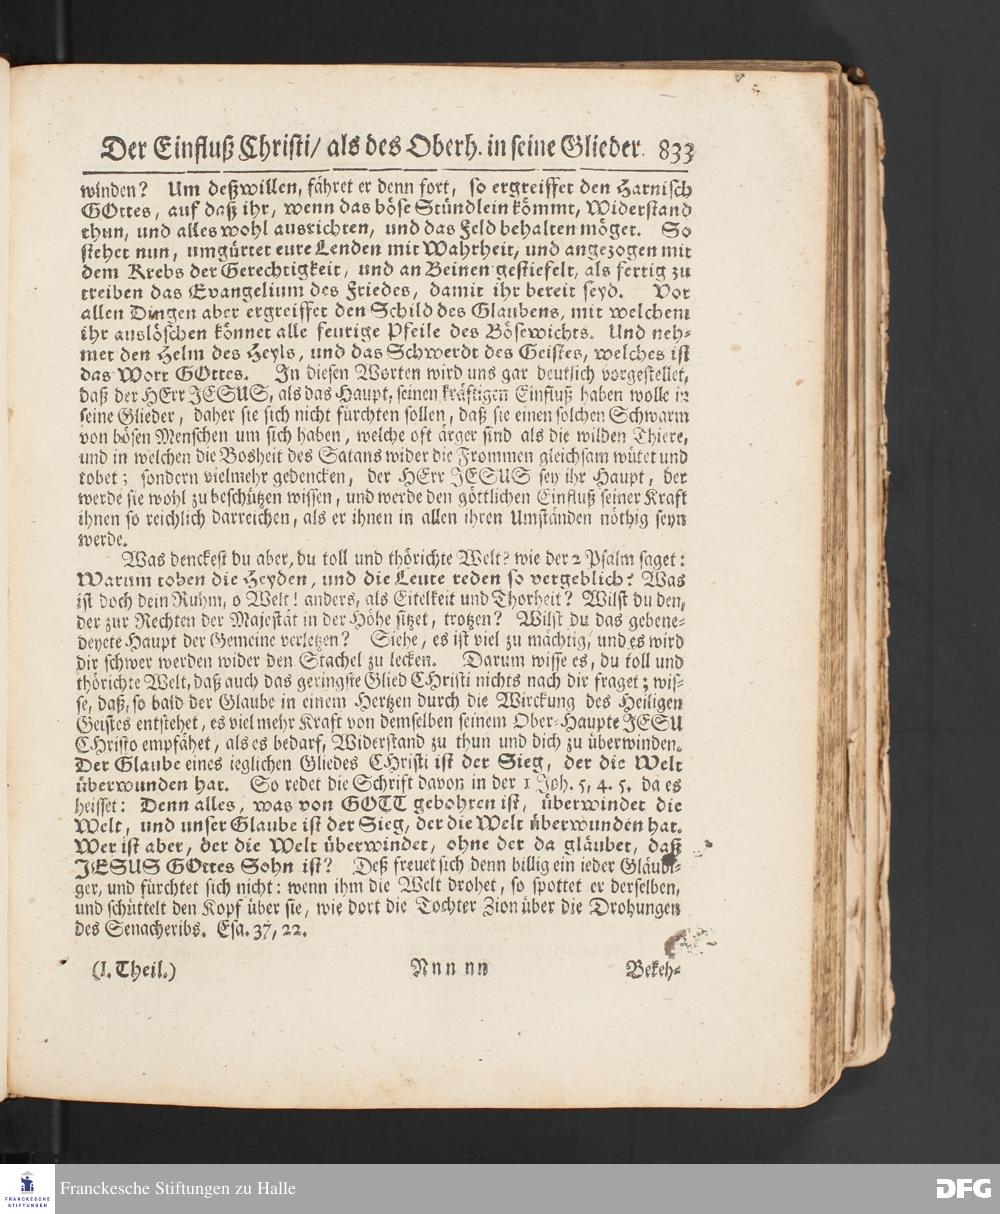 Der Einfluß Christi/ als des Oberh. in seine Glieder. 833
winden? Um deßwillen, fähret er denn fort, so ergreiffet den Harnisch
GOttes, auf daß ihr, wenn das böse Stündlein kömmt, Widerstand
thun, und alles wohl ausrichten, und das Feld behalten möget. So
stehet nun, umgürtet eure Lenden mit Wahrheit, und angezogen mit
dem Krebs der Gerechtigkeit, und an Beinen gestiefelt, als fertig zu
treiben das Evangelium des Friedes, damit ihr bereit seyd. Vor
allen Dingen aber ergreiffet den Schild des Glaubens, mit welchem
ihr auslöschen könnet alle feurige Pfeile des Bösewichts. Und neh-
met den Helm des Heyls, und das Schwerdt des Geistes, welches ist
das Wort GOttes. In diesen Worten wird uns gar deutlich vorgestellet,
daß der HErr JESUS, als das Haupt, seinen kräftigen Einfluß haben wolle in
seine Glieder, daher sie sich nicht fürchten sollen, daß sie einen solchen Schwarm
von bösen Menschen um sich haben, welche oft ärger sind als die wilden Thiere,
und in welchen die Bosheit des Satans wider die Frommen gleichsam wütet und
tobet; sondern vielmehr gedencken, der HErr JESUS sey ihr Haupt, der
werde sie wohl zu beschützen wissen, und werde den göttlichen Einfluß seiner Kraft
ihnen so reichlich darreichen, als er ihnen in allen ihren Umständen nöthig seyn
werde.
Was denckest du aber, du toll und thörichte Welt? wie der 2 Psalm saget:
Warum toben die Heyden, und die Leute reden so vergeblich? Was
ist doch dein Ruhm, o Welt! anders, als Eitelkeit und Thorheit? Wilst du den,
der zur Rechten der Majestät in der Höhe sitzet, trotzen? Wilst du das gebene-
deyete Haupt der Gemeine verletzen? Siehe, es ist viel zu mächtig, und es wird
dir schwer werden wider den Stachel zu lecken. Darum wisse es, du toll und
thörichte Welt, daß auch das geringste Glied CHristi nichts nach dir fraget; wis-
se, daß, so bald der Glaube in einem Hertzen durch die Wirckung des Heiligen
Geistes entstehet, es viel mehr Kraft von demselben seinem Ober-Haupte JESU
CHristo empfähet, als es bedarf, Widerstand zu thun und dich zu überwinden.
Der Glaube eines ieglichen Gliedes CHristi ist der Sieg, der die Welt
überwunden hat. So redet die Schrift davon in der 1 Joh. 5, 4. 5. da es
heisset: Denn alles, was von GOTT gebohren ist, überwindet die
Welt, und unser Glaube ist der Sieg, der die Welt überwunden hat.
Wer ist aber, der die Welt überwindet, ohne der da gläubet, daß
JESUS GOttes Sohn ist? Deß freuet sich denn billig ein ieder Gläubi-
ger, und fürchtet sich nicht: wenn ihm die Welt drohet, so spottet er derselben,
und schüttelt den Kopf über sie, wie dort die Tochter Zion über die Drohungen
des Senacheribs. Esa. 37, 22.
(I. Theil.) Nnn nn Bekeh-
FRANCKESCHE
STIFTUNGEN
Franckesche Stiftungen zu Halle
DFG